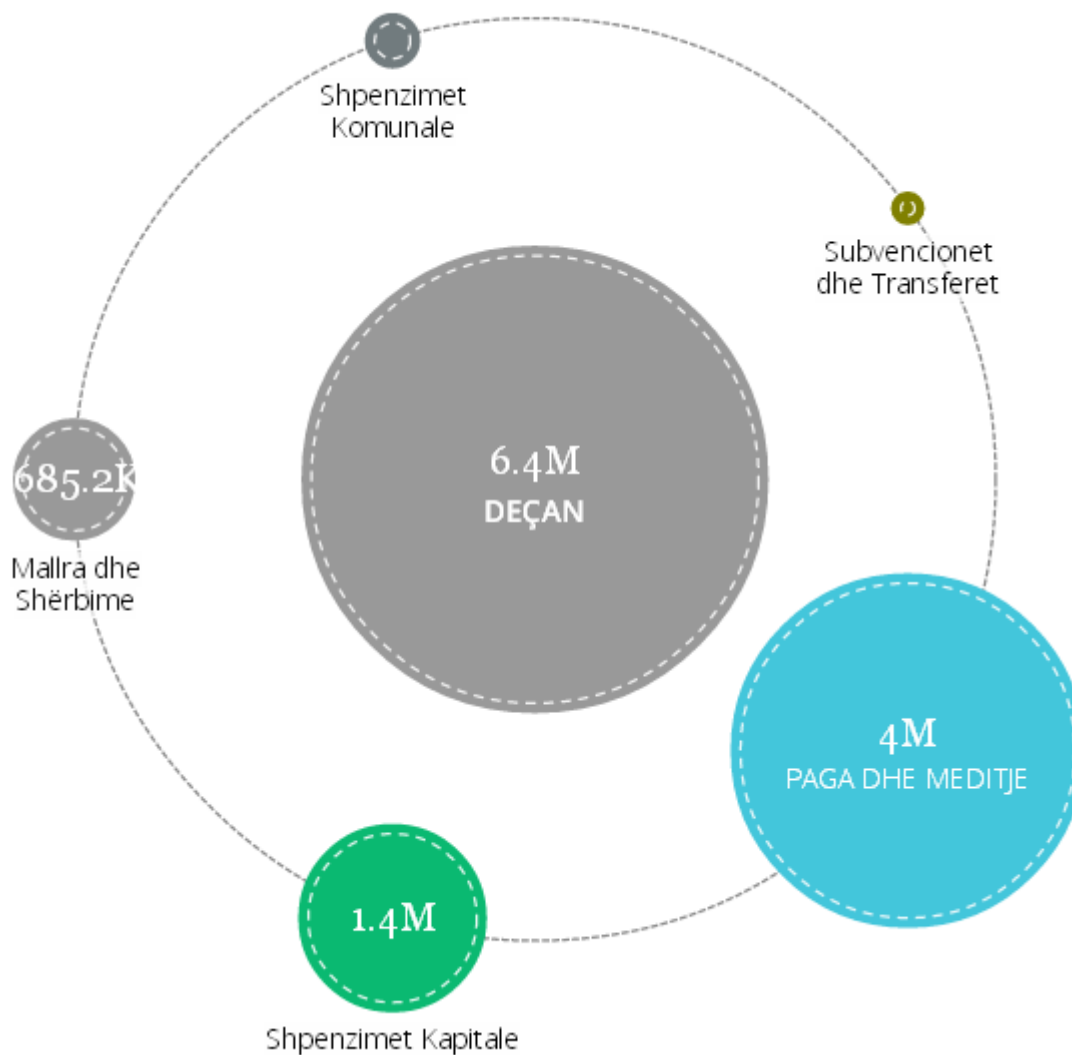 Shpenzimet
Komunale
Subvencionet
dhe Transferet
6.4M
DEÇAN
685.2K
Mallra dhe
Shërbime
4M
PAGA DHE MEDITJE
1.4M
Shpenzimet Kapitale